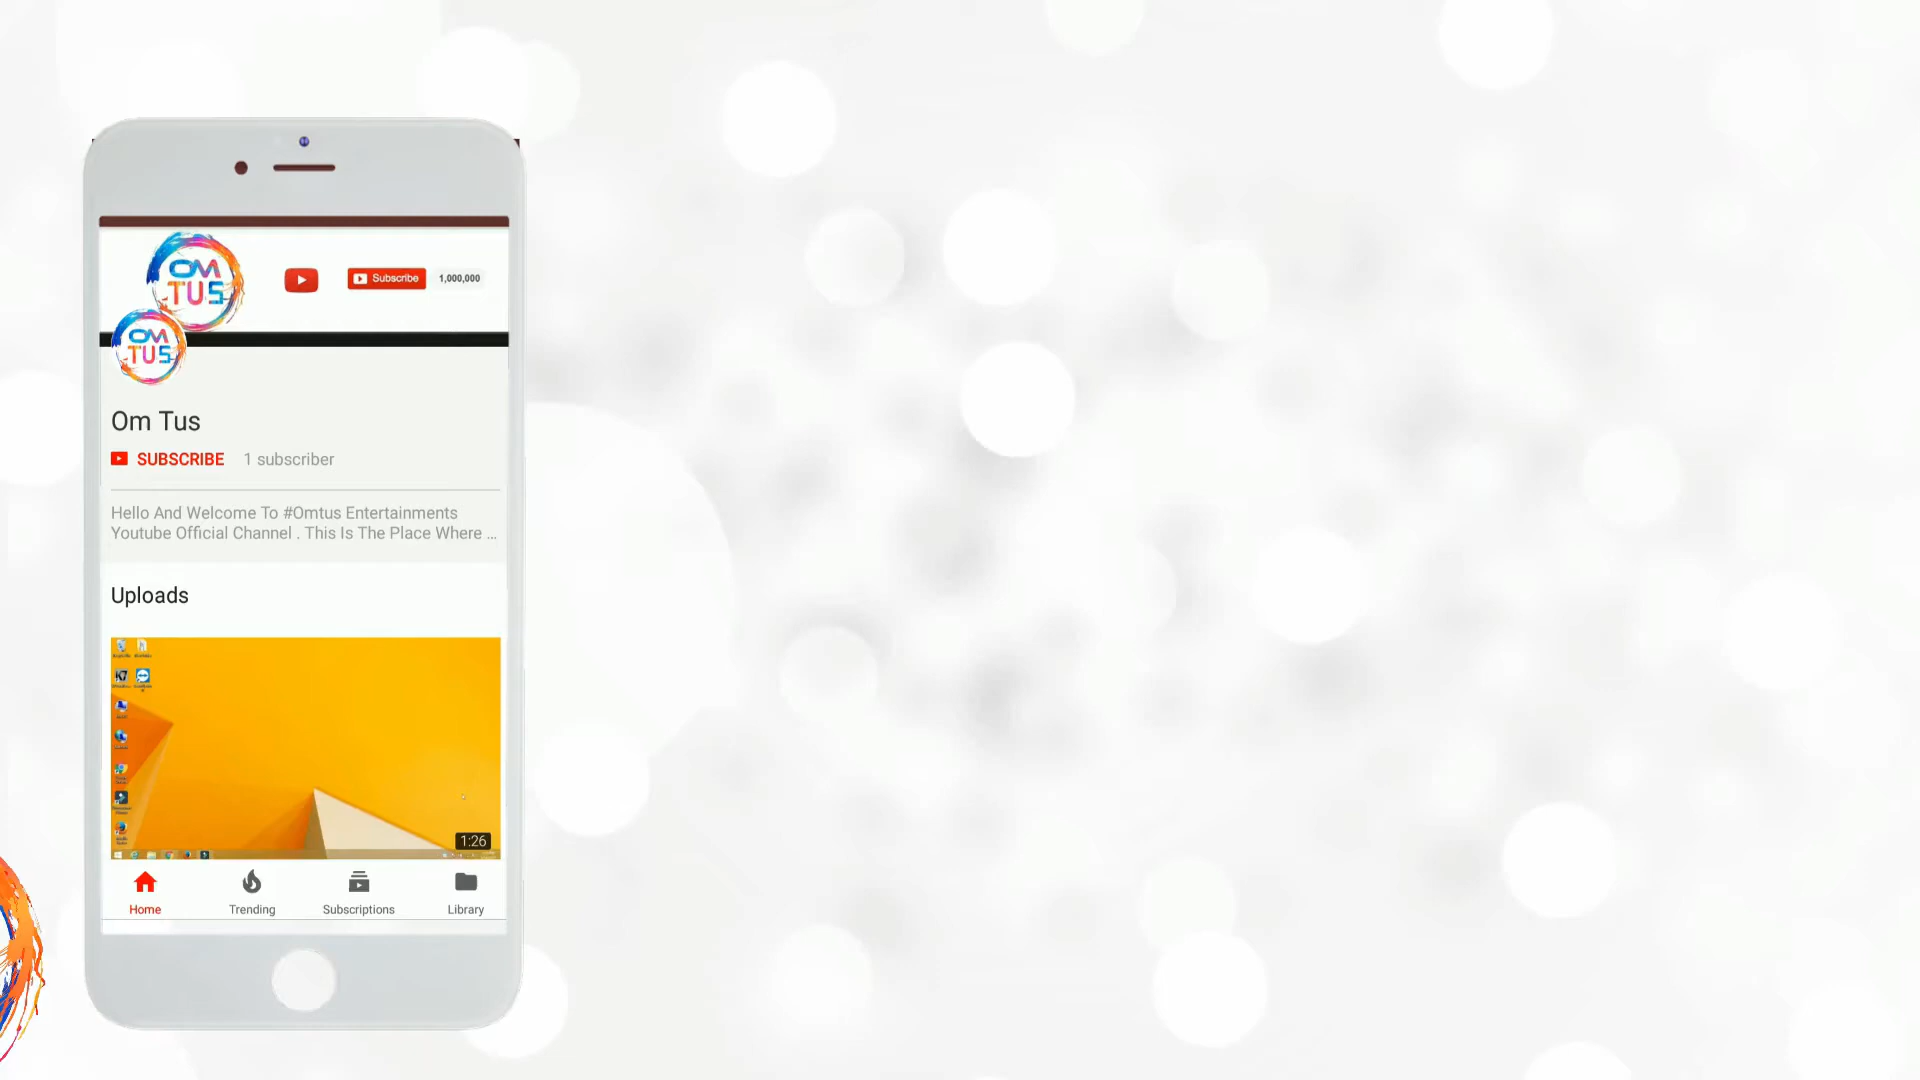 OM
TUS
Subscribe 1,000,000
OM
TUS
Om Tus
SUBSCRIBE 1 subscriber
Hello And Welcome To #Omtus Entertainments
Youtube Official Channel . This Is The Place Where ...
Uploads
K7
1:26
Home Trending Subscriptions Library